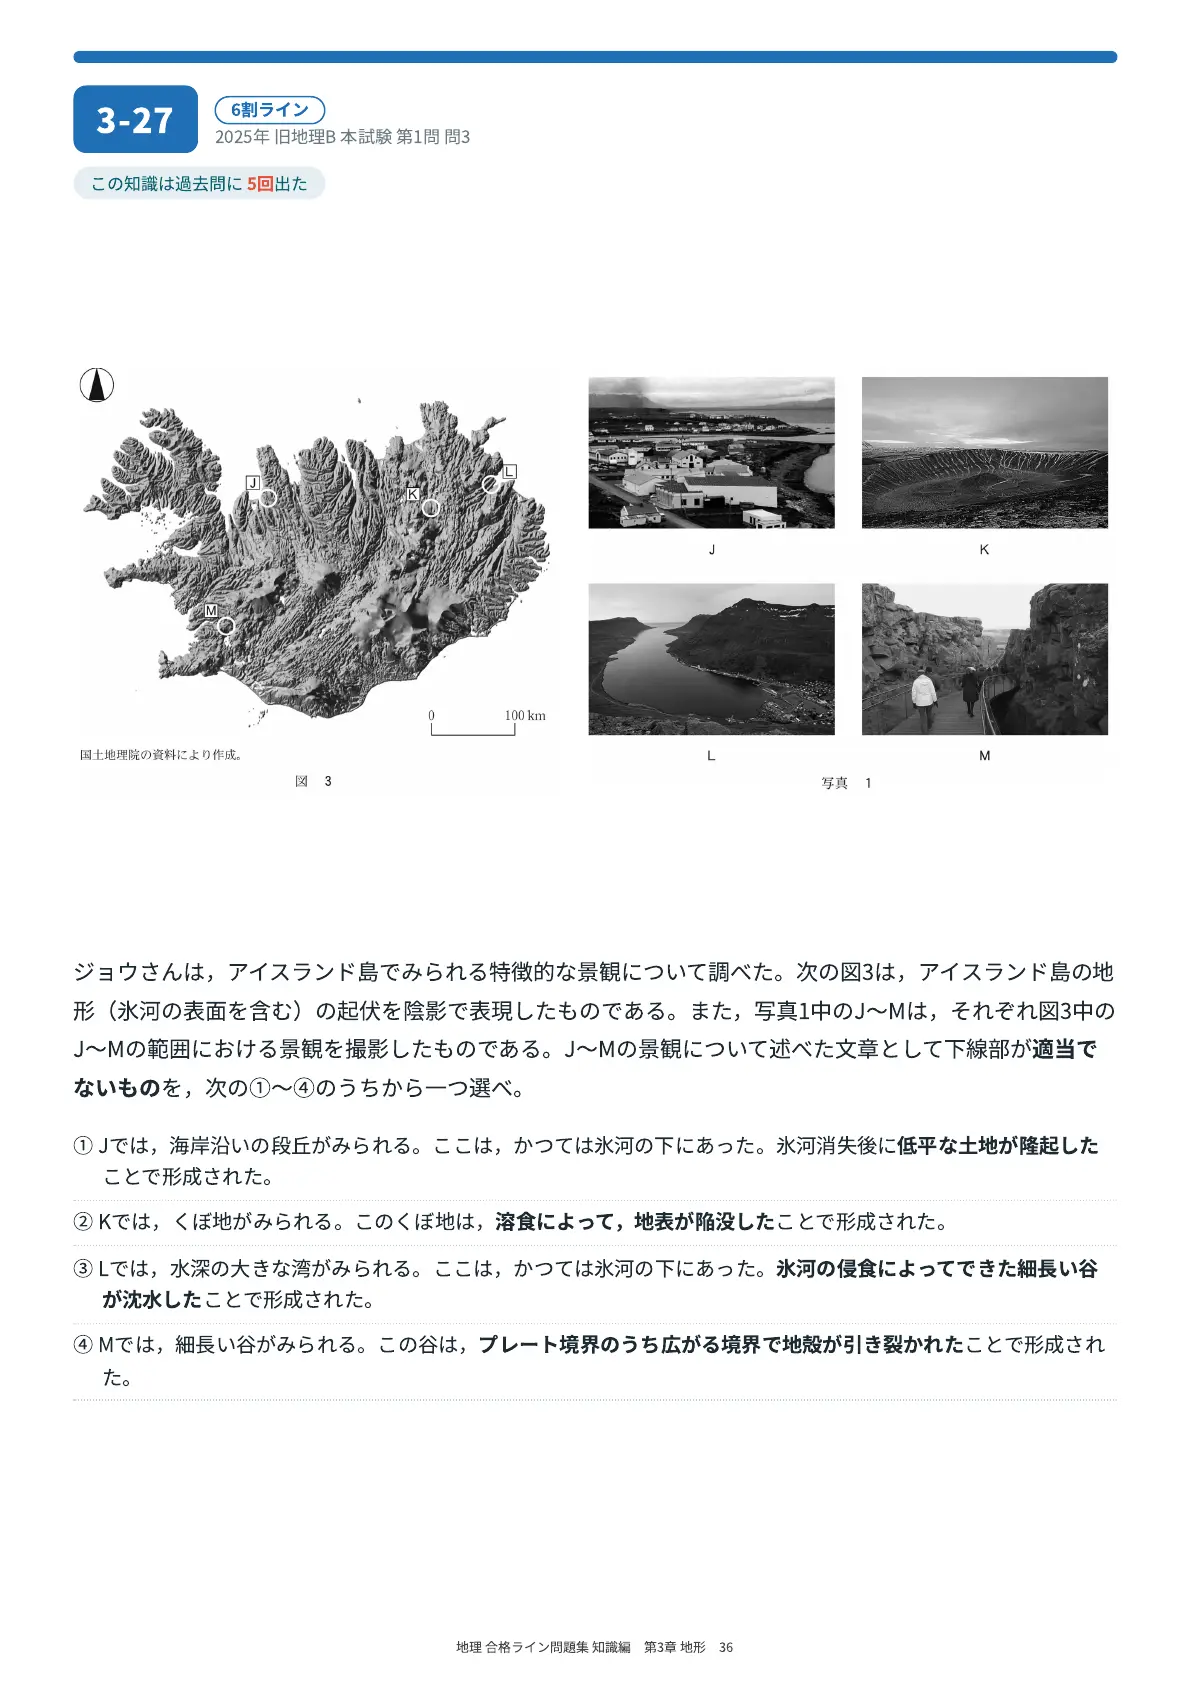 3-27
6割ライン
2025年 旧地理B 本試験 第1問 問3
この知識は過去問に 5回出た
J
K
L
M
0 100 km
国土地理院の資料により作成。
図 3
J
K
L
M
写真 1
ジョウさんは，アイスランド島でみられる特徴的な景観について調べた。次の図3は，アイスランド島の地
形（氷河の表面を含む）の起伏を陰影で表現したものである。また，写真1中のJ〜Mは，それぞれ図3中の
J〜Mの範囲における景観を撮影したものである。J〜Mの景観について述べた文章として下線部が適当で
ないものを，次の①〜④のうちから一つ選べ。
① Jでは，海岸沿いの段丘がみられる。ここは，かつては氷河の下にあった。氷河消失後に低平な土地が隆起した
ことで形成された。
② Kでは，くぼ地がみられる。このくぼ地は，溶食によって，地表が陥没したことで形成された。
③ Lでは，水深の大きな湾がみられる。ここは，かつては氷河の下にあった。氷河の侵食によってできた細長い谷
が沈水したことで形成された。
④ Mでは，細長い谷がみられる。この谷は，プレート境界のうち広がる境界で地殻が引き裂かれたことで形成され
た。
地理 合格ライン問題集 知識編 第3章 地形 36